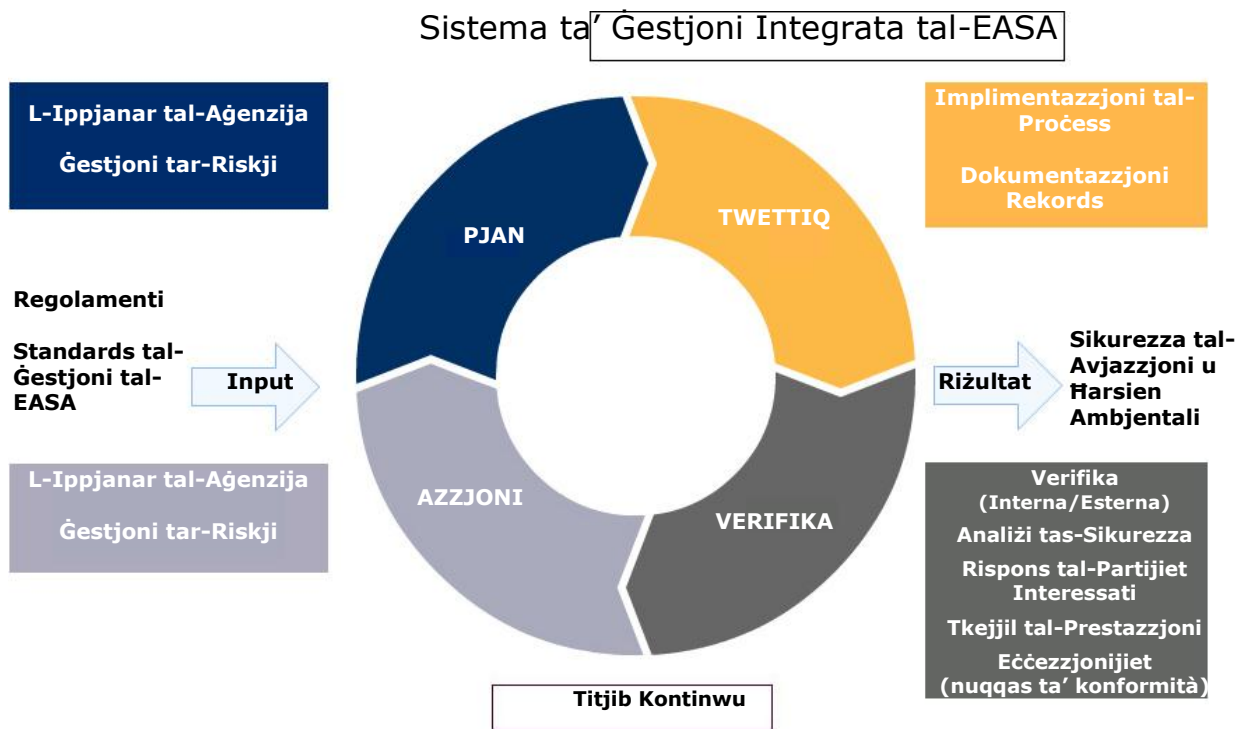 Sistema ta’ Ġestjoni Integrata tal-EASA
L-Ippjanar tal-Aġenzija
Ġestjoni tar-Riskji
Implimentazzjoni tal-
Proċess
Dokumentazzjoni
Rekords
PJAN
TWETTIQ
Regolamenti
Standards tal-
Ġestjoni tal-
EASA
Input
Riżultat
Sikurezza tal-
Avjazzjoni u
Ħarsien
Ambjentali
L-Ippjanar tal-Aġenzija
Ġestjoni tar-Riskji
AZZJONI
VERIFIKA
Verifika
(Interna/Esterna)
Analiżi tas-Sikurezza
Rispons tal-Partijiet
Interessati
Tkejjil tal-Prestazzjoni
Eċċezzjonijiet
(nuqqas ta’ konformità)
Titjib Kontinwu